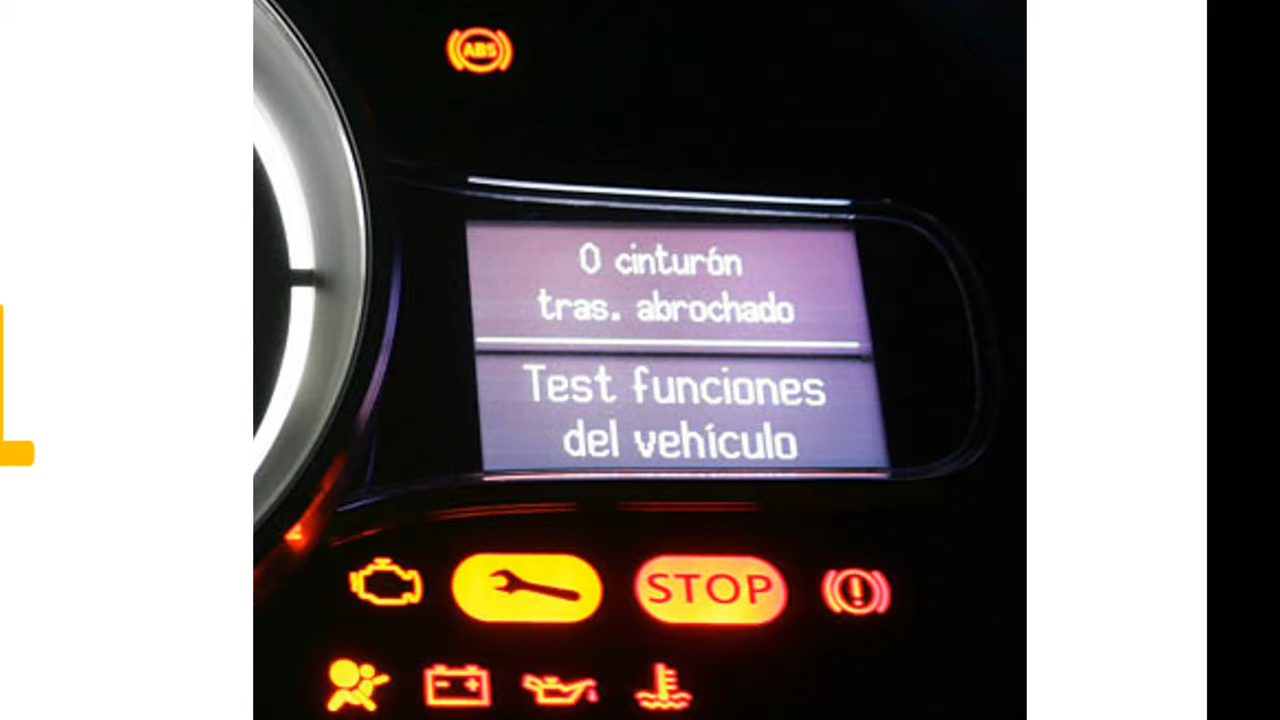 ABS
0 cinturón
tras. abrochado
Test funciones
del vehículo
STOP